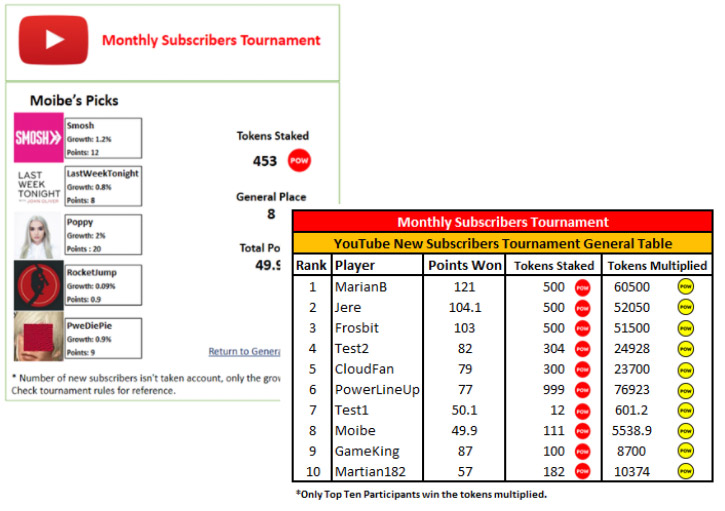 Monthly Subscribers Tournament
Moibe's Picks
SMOSH
Smosh
Growth: 1.2%
Points: 12
LAST
WEEK
TONIGHT
WITH JOHN OLIVER
LastWeekTonight
Growth: 0.8%
Points: 8
Poppy
Growth: 2%
Points : 20
RocketJump
Growth: 0.09%
Points: 0.9
PweDiePie
Growth: 0.9%
Points: 9
Tokens Staked
453 POW
General Place
8
Total Po
49.9
Return to Genera
* Number of new subscribers isn't taken account, only the grow
Check tournament rules for reference.
Monthly Subscribers Tournament
YouTube New Subscribers Tournament General Table
Rank Player Points Won Tokens Staked Tokens Multiplied
1 MarianB 121 500 POW 60500 POW
2 Jere 104.1 500 POW 52050 POW
3 Frosbit 103 500 POW 51500 POW
4 Test2 82 304 POW 24928 POW
5 CloudFan 79 300 POW 23700 POW
6 PowerLineUp 77 999 POW 76923 POW
7 Test1 50.1 12 POW 601.2 POW
8 Moibe 49.9 111 POW 5538.9 POW
9 GameKing 87 100 POW 8700 POW
10 Martian182 57 182 POW 10374 POW
*Only Top Ten Participants win the tokens multiplied.